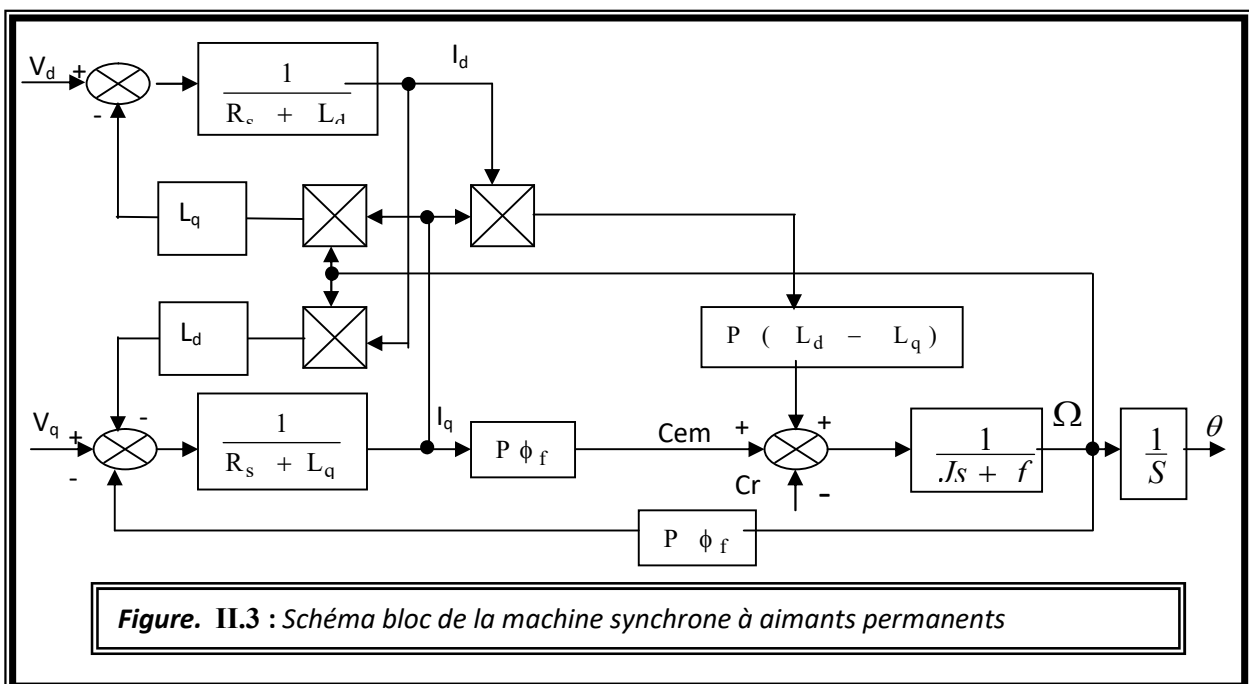 V_d +
-
1
R_s + L_d
I_d
L_q
L_d
P ( L_d – L_q )
V_q +
-
-
1
R_s + L_q
I_q
P ϕ_f
Cem +
+
Cr -
1
Js + f
Ω
1
S
θ
P ϕ_f
Figure. II.3 : Schéma bloc de la machine synchrone à aimants permanents